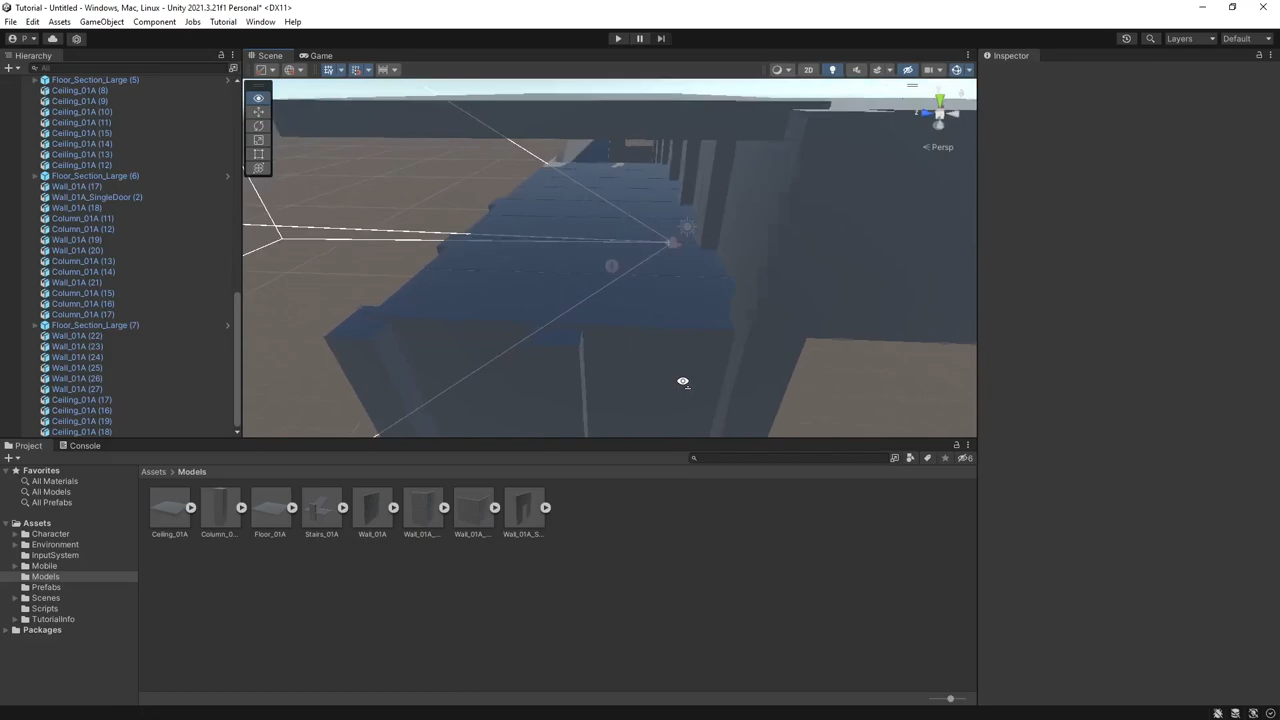 Tutorial - Untitled - Windows, Mac, Linux - Unity 2021.3.21f1 Personal* <DX11>
File Edit Assets GameObject Component Jobs Tutorial Window Help
P Layers Default
Hierarchy
Scene Game
Inspector
All
2D
Persp
Floor_Section_Large (5)
Ceiling_01A (8)
Ceiling_01A (9)
Ceiling_01A (10)
Ceiling_01A (11)
Ceiling_01A (15)
Ceiling_01A (14)
Ceiling_01A (13)
Ceiling_01A (12)
Floor_Section_Large (6)
Wall_01A (17)
Wall_01A_SingleDoor (2)
Wall_01A (18)
Column_01A (11)
Column_01A (12)
Wall_01A (19)
Wall_01A (20)
Column_01A (13)
Column_01A (14)
Wall_01A (21)
Column_01A (15)
Column_01A (16)
Column_01A (17)
Floor_Section_Large (7)
Wall_01A (22)
Wall_01A (23)
Wall_01A (24)
Wall_01A (25)
Wall_01A (26)
Wall_01A (27)
Ceiling_01A (17)
Ceiling_01A (16)
Ceiling_01A (19)
Ceiling_01A (18)
Project Console
6
Favorites
All Materials
All Models
All Prefabs
Assets
Character
Environment
InputSystem
Mobile
Models
Prefabs
Scenes
Scripts
TutorialInfo
Packages
Assets > Models
Ceiling_01A Column_0... Floor_01A Stairs_01A Wall_01A Wall_01A_... Wall_01A_... Wall_01A_S...